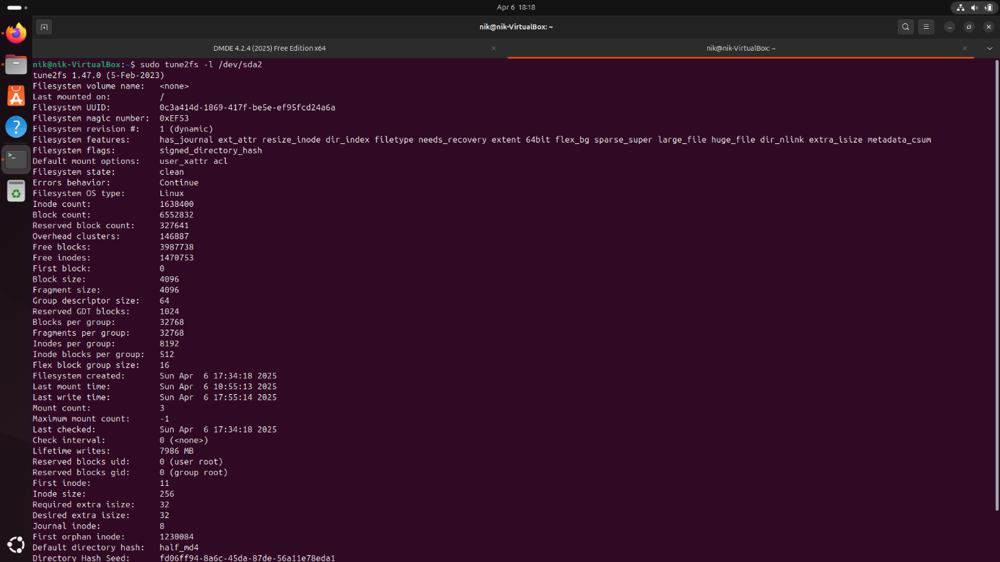 Apr 6 18:18
nik@nik-VirtualBox: ~
DMDE 4.2.4 (2025) Free Edition x64
nik@nik-VirtualBox: ~
nik@nik-VirtualBox:~$ sudo tune2fs -l /dev/sda2
tune2fs 1.47.0 (5-Feb-2023)
Filesystem volume name:   <none>
Last mounted on:          /
Filesystem UUID:          0c3a414d-1869-417f-be5e-ef95fcd24a6a
Filesystem magic number:  0xEF53
Filesystem revision #:    1 (dynamic)
Filesystem features:      has_journal ext_attr resize_inode dir_index filetype needs_recovery extent 64bit flex_bg sparse_super large_file huge_file dir_nlink extra_isize metadata_csum
Filesystem flags:         signed_directory_hash
Default mount options:    user_xattr acl
Filesystem state:         clean
Errors behavior:          Continue
Filesystem OS type:       Linux
Inode count:              1638400
Block count:              6552832
Reserved block count:     327641
Overhead clusters:        146887
Free blocks:              3987738
Free inodes:              1470753
First block:              0
Block size:               4096
Fragment size:            4096
Group descriptor size:    64
Reserved GDT blocks:      1024
Blocks per group:         32768
Fragments per group:      32768
Inodes per group:         8192
Inode blocks per group:   512
Flex block group size:    16
Filesystem created:       Sun Apr  6 17:34:18 2025
Last mount time:          Sun Apr  6 10:55:13 2025
Last write time:          Sun Apr  6 17:55:14 2025
Mount count:              3
Maximum mount count:      -1
Last checked:             Sun Apr  6 17:34:18 2025
Check interval:           0 (<none>)
Lifetime writes:          7986 MB
Reserved blocks uid:      0 (user root)
Reserved blocks gid:      0 (group root)
First inode:              11
Inode size:               256
Required extra isize:     32
Desired extra isize:      32
Journal inode:            8
First orphan inode:       1230084
Default directory hash:   half_md4
Directory Hash Seed:      fd06ff94-8a6c-45da-87de-56a11e78eda1